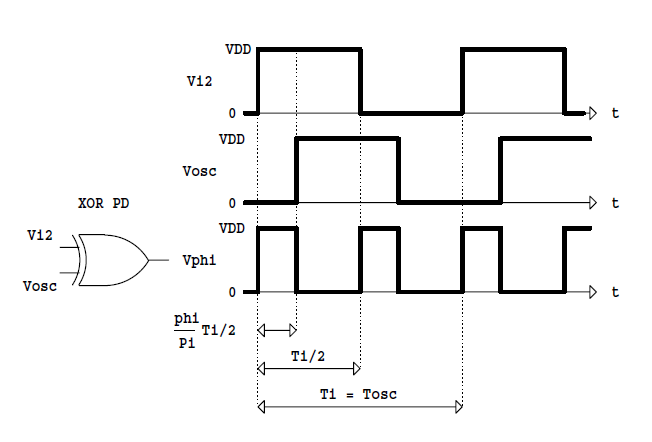 VDD
Vi2
0
t
VDD
Vosc
0
t
XOR PD
VDD
Vi2
Vphi
Vosc
0
t
phi
Pi
Ti/2
Ti/2
Ti = Tosc